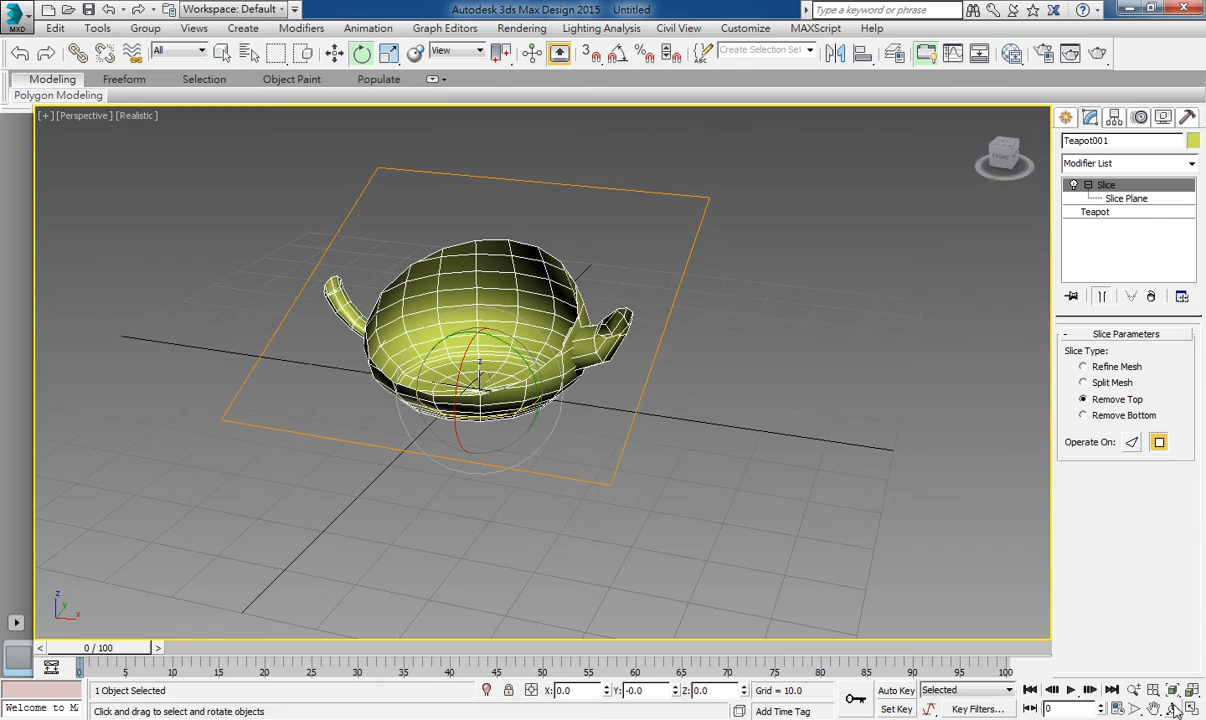 Workspace: Default
Autodesk 3ds Max Design 2015 Untitled
Type a keyword or phrase
MXD
Edit Tools Group Views Create Modifiers Animation Graph Editors Rendering Lighting Analysis Civil View Customize MAXScript Help
All
View
3
%
ABC
Create Selection Set
Modeling Freeform Selection Object Paint Populate
Polygon Modeling
[+] [Perspective] [Realistic]
FRONT
Teapot001
Modifier List
Slice
Slice Plane
Teapot
- Slice Parameters
Slice Type:
Refine Mesh
Split Mesh
Remove Top
Remove Bottom
Operate On:
z
z
y
x
< 0 / 100 >
0 5 10 15 20 25 30 35 40 45 50 55 60 65 70 75 80 85 90 95 100
1 Object Selected
X: 0.0 Y: -0.0 Z: 0.0
Grid = 10.0
Auto Key Selected
Welcome to M
Click and drag to select and rotate objects
Add Time Tag
Set Key Key Filters...
0